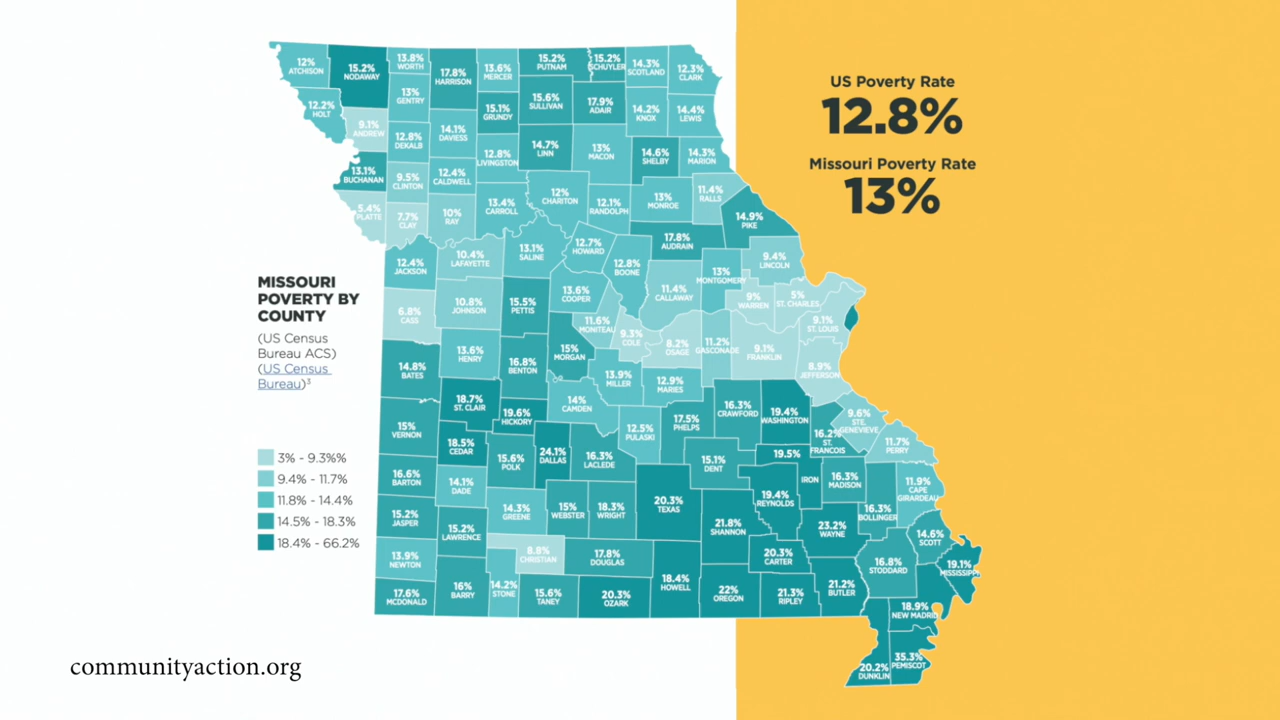 US Poverty Rate
12.8%
Missouri Poverty Rate
13%
12%
ATCHISON
15.2%
NODAWAY
13.8%
WORTH
17.8%
HARRISON
13.6%
MERCER
15.2%
PUTNAM
15.2%
SCHUYLER
14.3%
SCOTLAND
12.3%
CLARK
12.2%
HOLT
9.1%
ANDREW
13%
GENTRY
15.1%
GRUNDY
15.6%
SULLIVAN
17.9%
ADAIR
14.2%
KNOX
14.4%
LEWIS
12.8%
DEKALB
14.1%
DAVIESS
12.8%
LIVINGSTON
14.7%
LINN
13%
MACON
14.6%
SHELBY
14.3%
MARION
13.1%
BUCHANAN
9.5%
CLINTON
12.4%
CALDWELL
13.4%
CARROLL
12%
CHARITON
12.1%
RANDOLPH
13%
MONROE
11.4%
RALLS
5.4%
PLATTE
7.7%
CLAY
10%
RAY
14.9%
PIKE
12.4%
JACKSON
10.4%
LAFAYETTE
13.1%
SALINE
12.7%
HOWARD
12.8%
BOONE
17.8%
AUDRAIN
13%
MONTGOMERY
9.4%
LINCOLN
MISSOURI
POVERTY BY
COUNTY
(US Census
Bureau ACS)
(US Census
Bureau)3
6.8%
CASS
10.8%
JOHNSON
15.5%
PETTIS
13.6%
COOPER
11.6%
MONITEAU
9.3%
COLE
11.4%
CALLAWAY
8.2%
OSAGE
11.2%
GASCONADE
9%
WARREN
5%
ST. CHARLES
9.1%
ST. LOUIS
9.1%
FRANKLIN
8.9%
JEFFERSON
14.8%
BATES
13.6%
HENRY
16.8%
BENTON
15%
MORGAN
13.9%
MILLER
12.9%
MARIES
18.7%
ST. CLAIR
19.6%
HICKORY
14%
CAMDEN
12.5%
PULASKI
17.5%
PHELPS
16.3%
CRAWFORD
19.4%
WASHINGTON
16.2%
ST.
FRANCOIS
9.6%
STE.
GENEVIEVE
11.7%
PERRY
15%
VERNON
18.5%
CEDAR
15.6%
POLK
24.1%
DALLAS
16.3%
LACLEDE
15.1%
DENT
19.5%
IRON
16.3%
MADISON
11.9%
CAPE
GIRARDEAU
3% - 9.3%%
9.4% - 11.7%
11.8% - 14.4%
14.5% - 18.3%
18.4% - 66.2%
16.6%
BARTON
14.1%
DADE
14.3%
GREENE
15%
WEBSTER
18.3%
WRIGHT
20.3%
TEXAS
21.8%
SHANNON
19.4%
REYNOLDS
23.2%
WAYNE
16.3%
BOLLINGER
14.6%
SCOTT
15.2%
JASPER
15.2%
LAWRENCE
8.8%
CHRISTIAN
17.8%
DOUGLAS
20.3%
CARTER
16.8%
STODDARD
19.1%
MISSISSIPPI
13.9%
NEWTON
17.6%
MCDONALD
16%
BARRY
14.2%
STONE
15.6%
TANEY
20.3%
OZARK
18.4%
HOWELL
22%
OREGON
21.3%
RIPLEY
21.2%
BUTLER
18.9%
NEW MADRID
20.2%
DUNKLIN
35.3%
PEMISCOT
communityaction.org